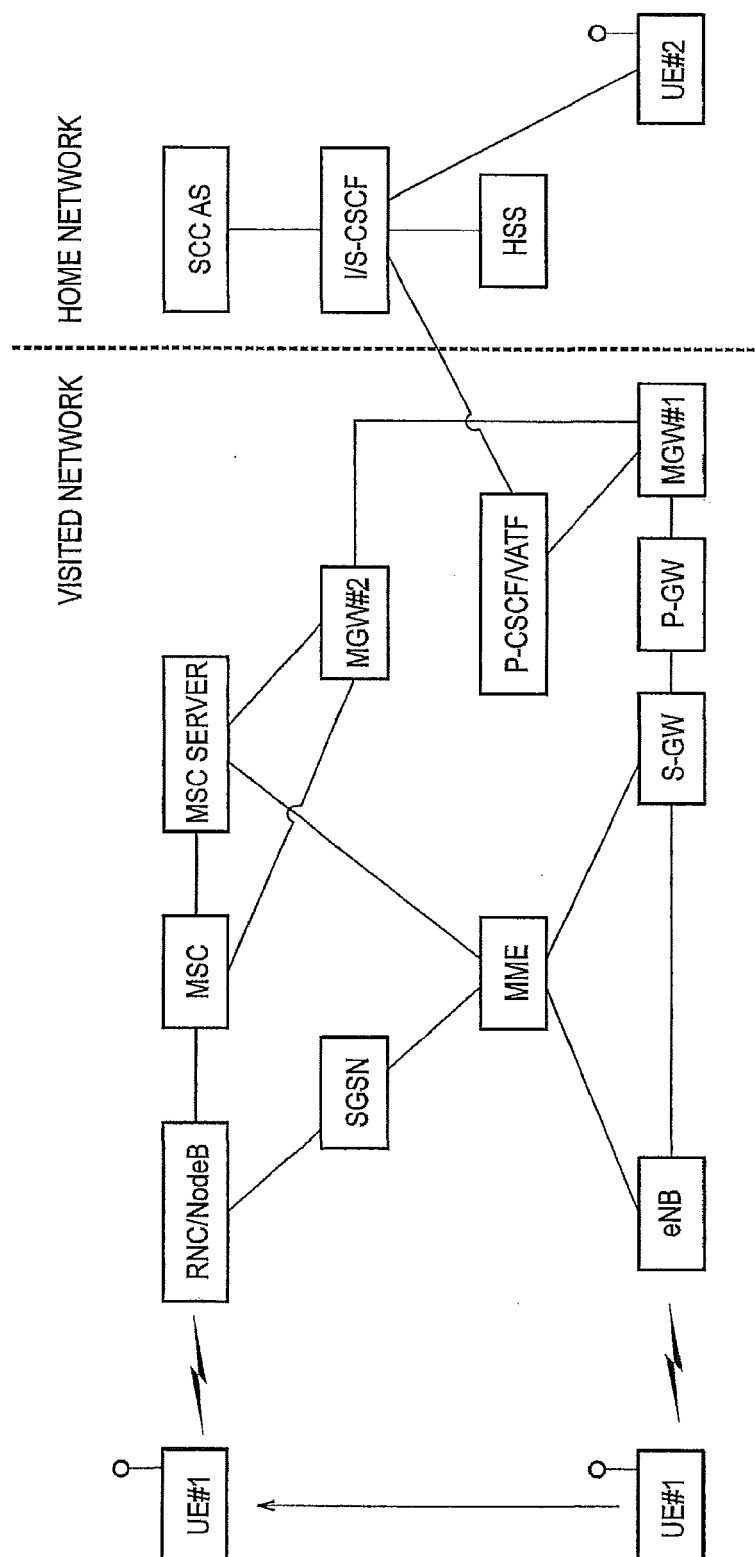 VISITED NETWORK
HOME NETWORK
UE#1
RNC/NodeB
MSC
MSC SERVER
SCC AS
SGSN
MGW#2
I/S-CSCF
MME
P-CSCF/VATF
HSS
UE#1
eNB
S-GW
P-GW
MGW#1
UE#2